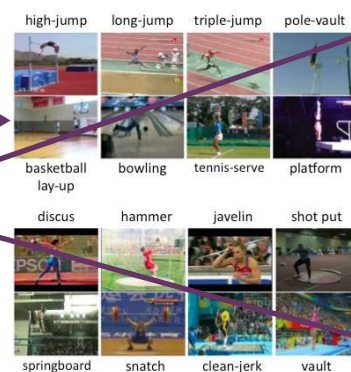 high-jump long-jump triple-jump pole-vault
basketball bowling tennis-serve platform
lay-up
discus hammer javelin shot put
springboard snatch clean-jerk vault